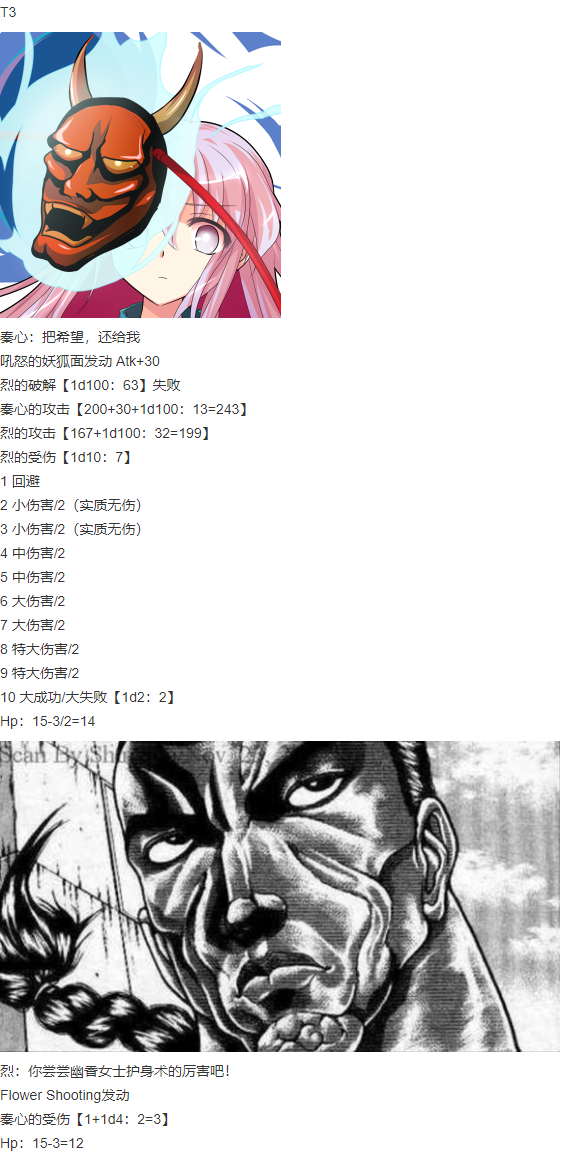 T3
秦心：把希望，还给我
吼怒的妖狐面发动 Atk+30
烈的破解【1d100：63】失败
秦心的攻击【200+30+1d100：13=243】
烈的攻击【167+1d100：32=199】
烈的受伤【1d10：7】
1 回避
2 小伤害/2（实质无伤）
3 小伤害/2（实质无伤）
4 中伤害/2
5 中伤害/2
6 大伤害/2
7 大伤害/2
8 特大伤害/2
9 特大伤害/2
10 大成功/大失败【1d2：2】
Hp：15-3/2=14
Scan By
烈：你尝尝幽香女士护身术的厉害吧！
Flower Shooting发动
秦心的受伤【1+1d4：2=3】
Hp：15-3=12